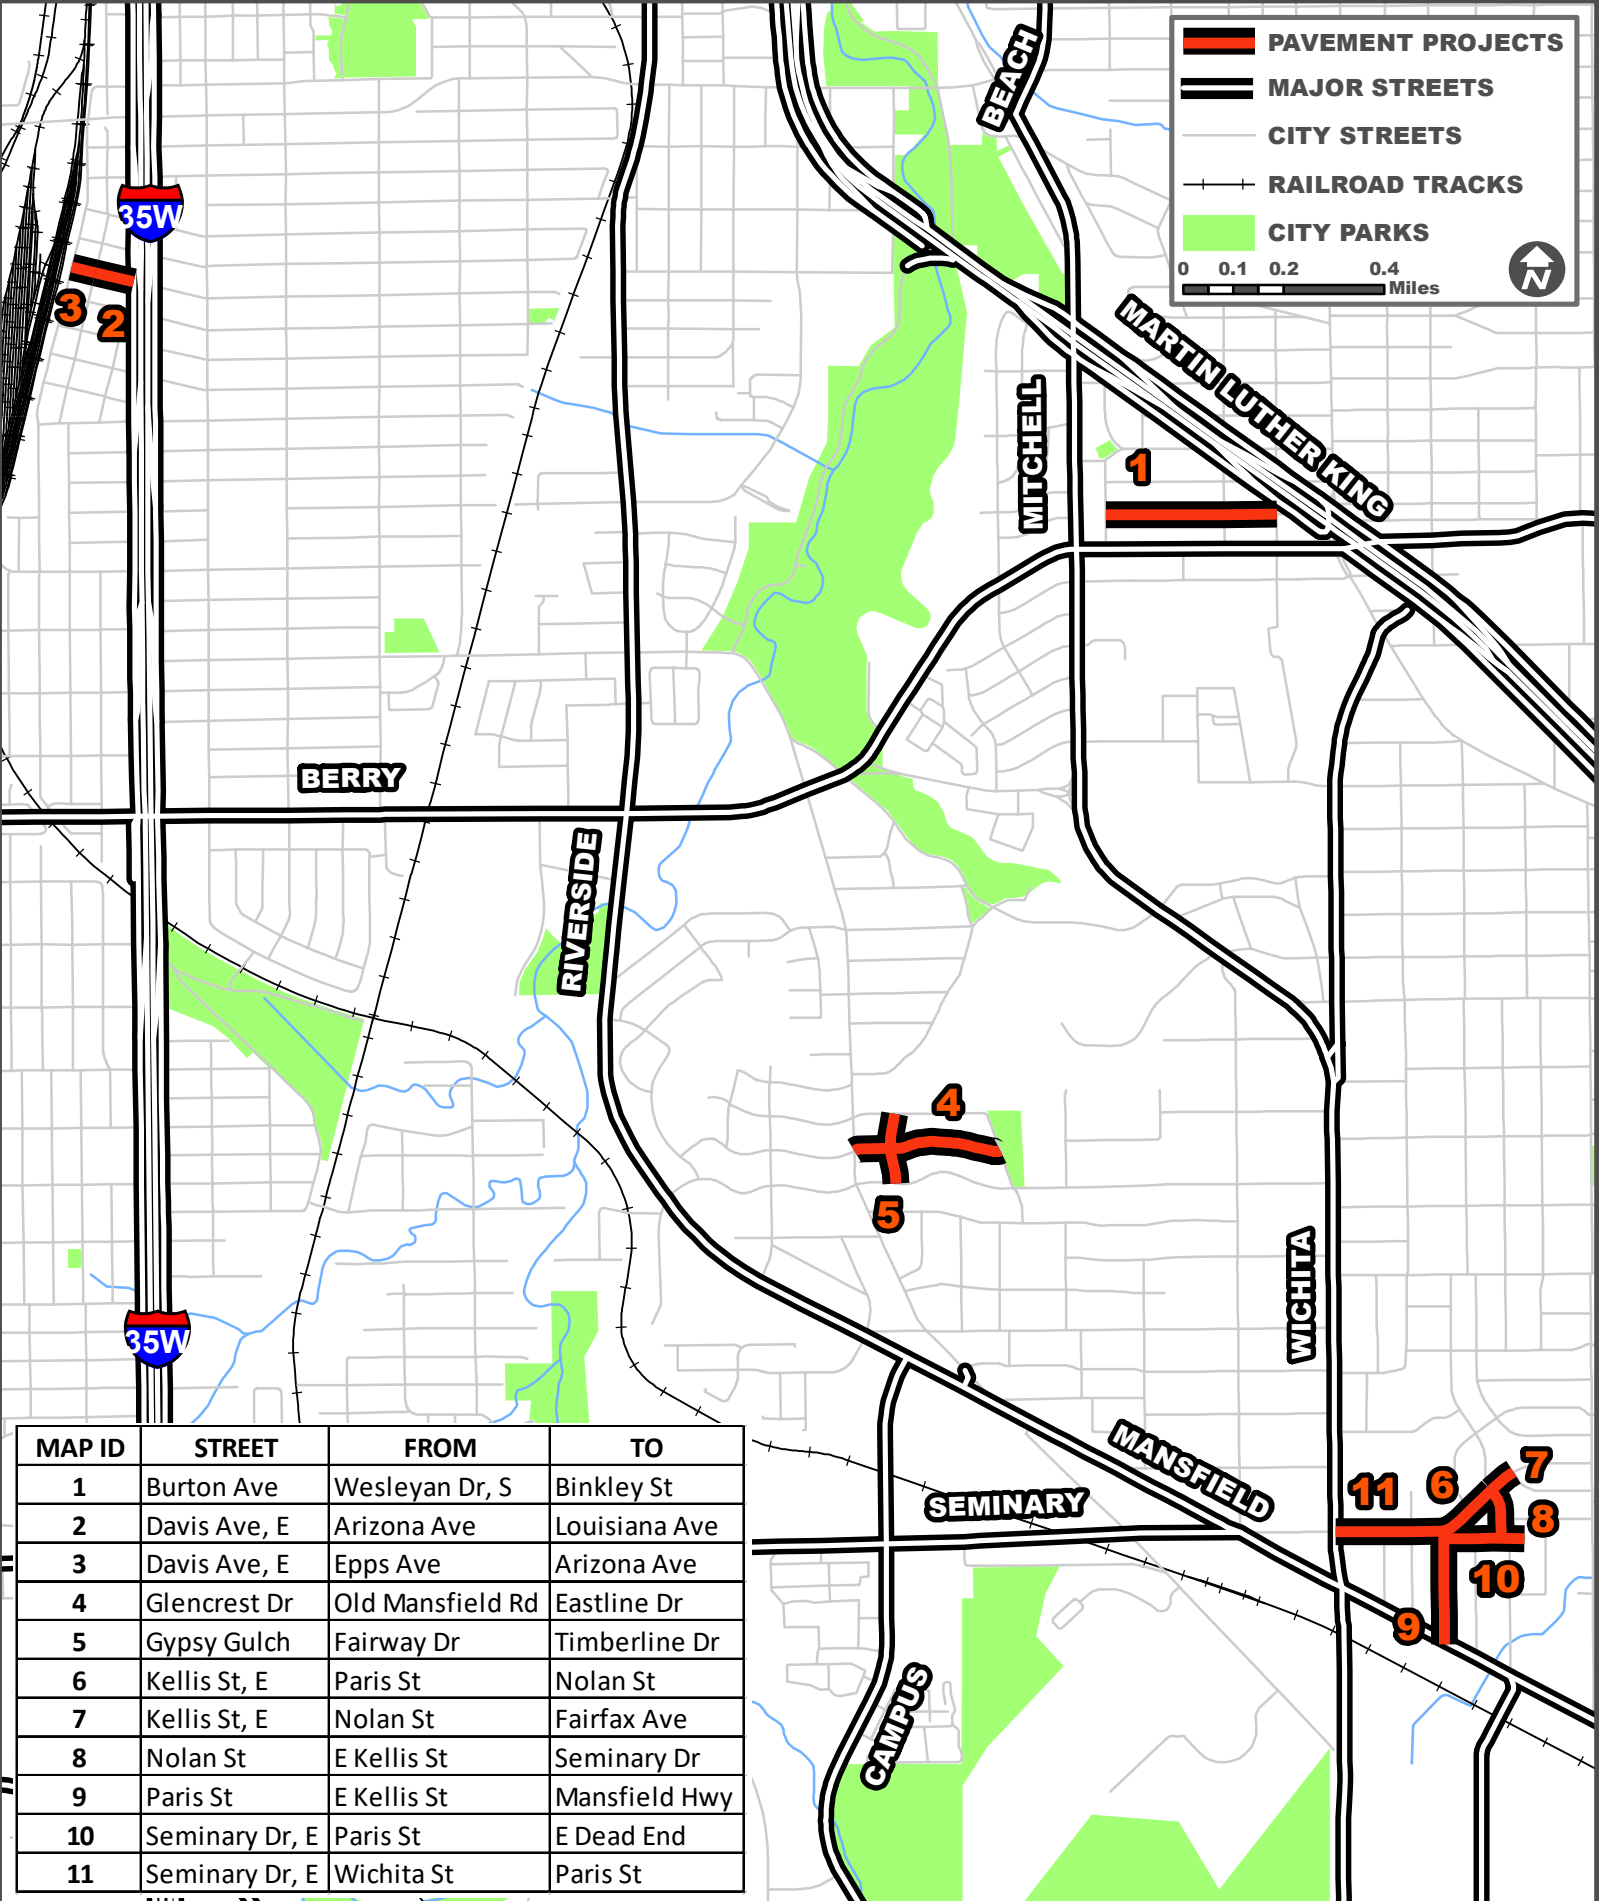 BEACH
PAVEMENT PROJECTS
MAJOR STREETS
CITY STREETS
RAILROAD TRACKS
CITY PARKS
0 0.1 0.2 0.4
Miles
N
35W
3
2
MARTIN LUTHER KING
MITCHELL
1
BERRY
RIVERSIDE
4
5
WICHITA
35W
MANSFIELD
SEMINARY
11 6 7
8
10
9
CAMPUS
MAP ID STREET FROM TO
1 Burton Ave Wesleyan Dr, S Binkley St
2 Davis Ave, E Arizona Ave Louisiana Ave
3 Davis Ave, E Epps Ave Arizona Ave
4 Glencrest Dr Old Mansfield Rd Eastline Dr
5 Gypsy Gulch Fairway Dr Timberline Dr
6 Kellis St, E Paris St Nolan St
7 Kellis St, E Nolan St Fairfax Ave
8 Nolan St E Kellis St Seminary Dr
9 Paris St E Kellis St Mansfield Hwy
10 Seminary Dr, E Paris St E Dead End
11 Seminary Dr, E Wichita St Paris St